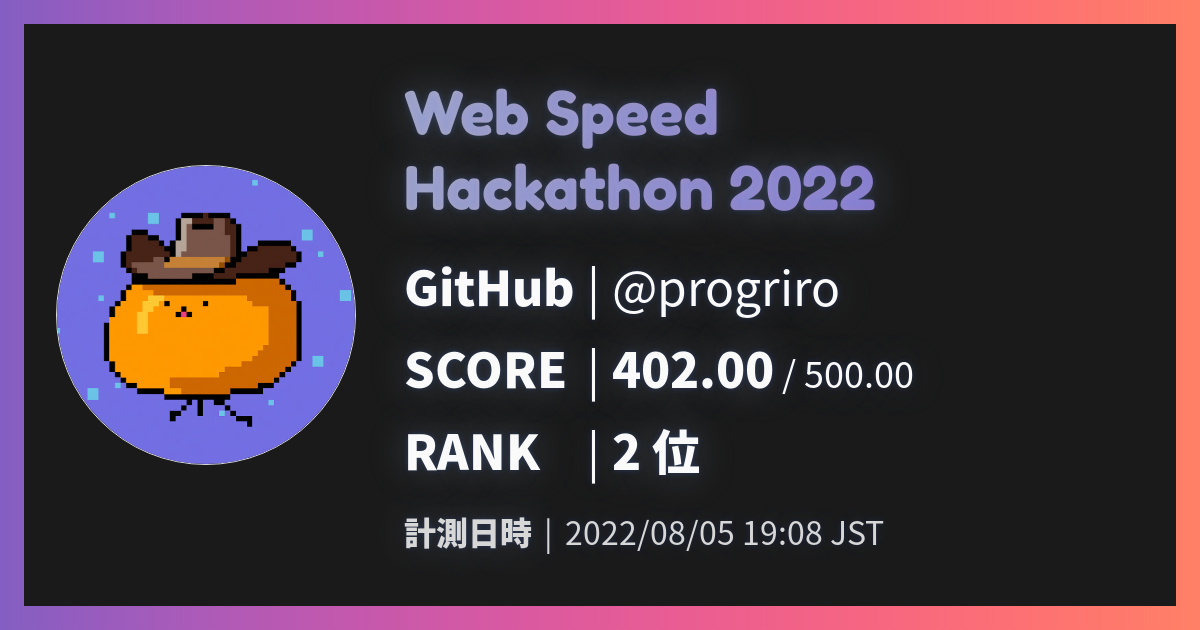 Web Speed
Hackathon 2022
GitHub | @progriro
SCORE | 402.00 / 500.00
RANK | 2 位
計測日時 | 2022/08/05 19:08 JST